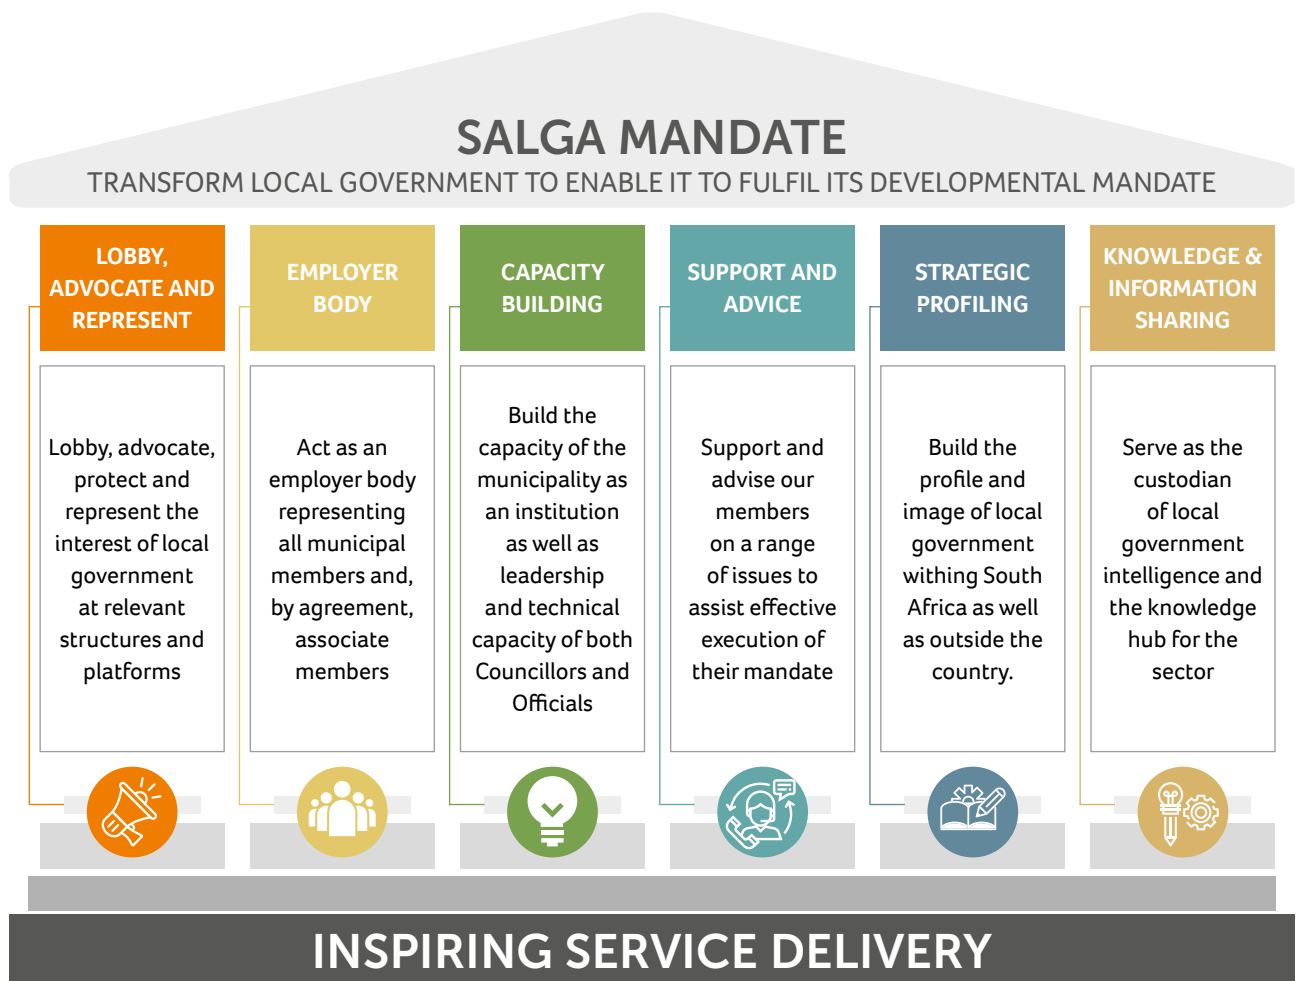 SALGA MANDATE
TRANSFORM LOCAL GOVERNMENT TO ENABLE IT TO FULFIL ITS DEVELOPMENTAL MANDATE
LOBBY,
ADVOCATE AND
REPRESENT
Lobby, advocate,
protect and
represent the
interest of local
government
at relevant
structures and
platforms
EMPLOYER
BODY
Act as an
employer body
representing
all municipal
members and,
by agreement,
associate
members
CAPACITY
BUILDING
Build the
capacity of the
municipality as
an institution
as well as
leadership
and technical
capacity of both
Councillors and
Officials
SUPPORT AND
ADVICE
Support and
advise our
members
on a range
of issues to
assist effective
execution of
their mandate
STRATEGIC
PROFILING
Build the
profile and
image of local
government
withing South
Africa as well
as outside the
country.
KNOWLEDGE &
INFORMATION
SHARING
Serve as the
custodian
of local
government
intelligence and
the knowledge
hub for the
sector
INSPIRING SERVICE DELIVERY